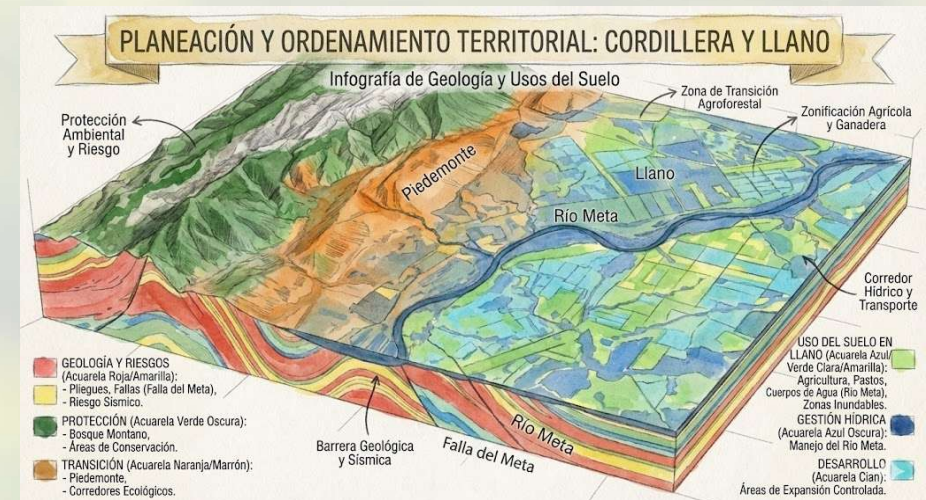 PLANEACIÓN Y ORDENAMIENTO TERRITORIAL: CORDILLERA Y LLANO
Infografía de Geología y Usos del Suelo
Protección
Ambiental
y Riesgo
Zona de Transición
Agroforestal
Zonificación Agrícola
y Ganadera
Piedemonte
Llano
Río Meta
Corredor
Hídrico y
Transporte
GEOLOGÍA Y RIESGOS
(Acuarela Roja/Amarilla):
- Pliegues, Fallas (Falla del Meta),
- Riesgo Sísmico.
PROTECCIÓN (Acuarela Verde Oscura):
- Bosque Montano,
- Áreas de Conservación.
TRANSICIÓN (Acuarela Naranja/Marrón):
- Piedemonte,
- Corredores Ecológicos.
Barrera Geológica
y Sísmica
Falla del Meta
Río Meta
USO DEL SUELO EN
LLANO (Acuarela Azul/
Verde Clara/Amarilla):
Agricultura, Pastos,
Cuerpos de Agua (Río Meta),
Zonas Inundables.
GESTIÓN HÍDRICA
(Acuarela Azul Oscura):
Manejo del Río Meta.
DESARROLLO
(Acuarela Cian):
Áreas de Expansión Controlada.